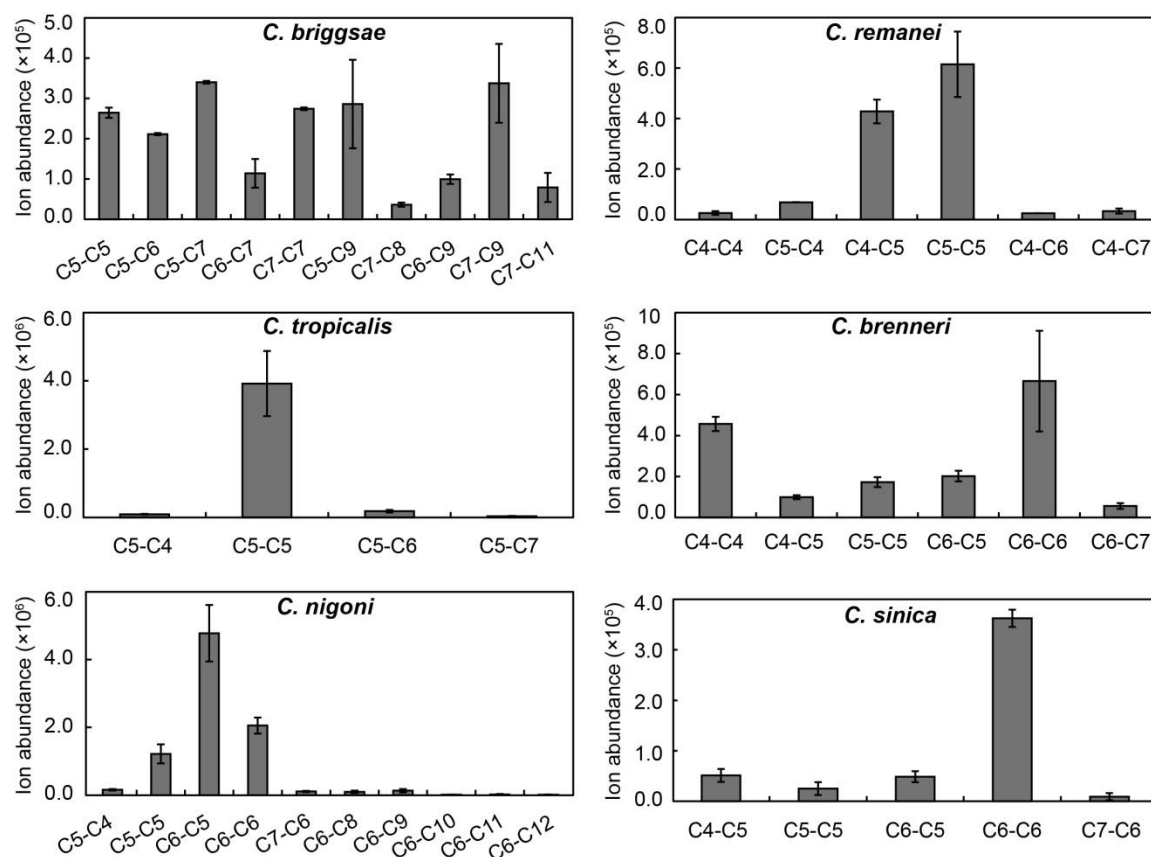 C. briggsae
Ion abundance (×10⁵)
5.0
4.0
3.0
2.0
1.0
0.0
C5-C5
C5-C6
C5-C7
C6-C7
C7-C7
C5-C9
C7-C8
C6-C9
C7-C9
C7-C11
C. remanei
Ion abundance (×10⁵)
8.0
6.0
4.0
2.0
0.0
C4-C4
C5-C4
C4-C5
C5-C5
C4-C6
C4-C7
C. tropicalis
Ion abundance (×10⁶)
6.0
4.0
2.0
0.0
C5-C4
C5-C5
C5-C6
C5-C7
C. brenneri
Ion abundance (×10⁵)
10
8.0
6.0
4.0
2.0
0.0
C4-C4
C4-C5
C5-C5
C6-C5
C6-C6
C6-C7
C. nigoni
Ion abundance (×10⁶)
6.0
4.0
2.0
0.0
C5-C4
C5-C5
C6-C5
C6-C6
C7-C6
C6-C8
C6-C9
C6-C10
C6-C11
C6-C12
C. sinica
Ion abundance (×10⁵)
4.0
3.0
2.0
1.0
0.0
C4-C5
C5-C5
C6-C5
C6-C6
C7-C6